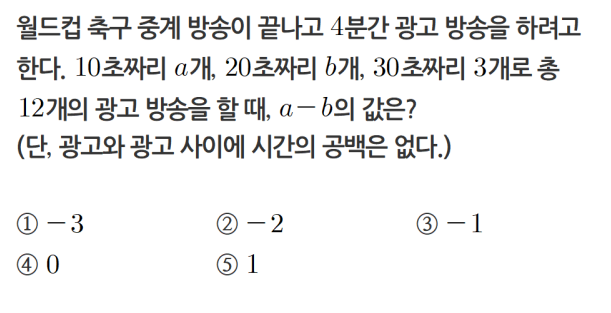 월드컵 축구 중계 방송이 끝나고 4분간 광고 방송을 하려고
한다. 10초짜리 a개, 20초짜리 b개, 30초짜리 3개로 총
12개의 광고 방송을 할 때, a−b의 값은?
(단, 광고와 광고 사이에 시간의 공백은 없다.)
① −3 ② −2 ③ −1
④ 0 ⑤ 1